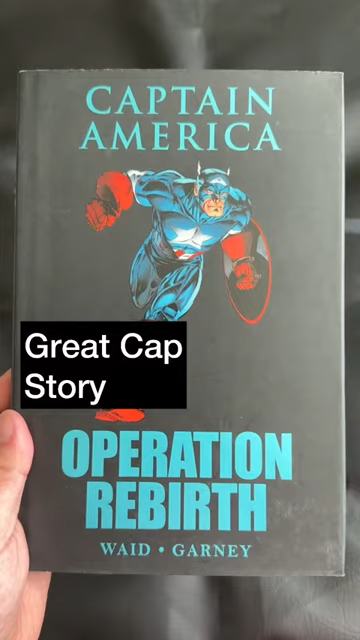 CAPTAIN
AMERICA
Great Cap
Story
OPERATION
REBIRTH
WAID • GARNEY